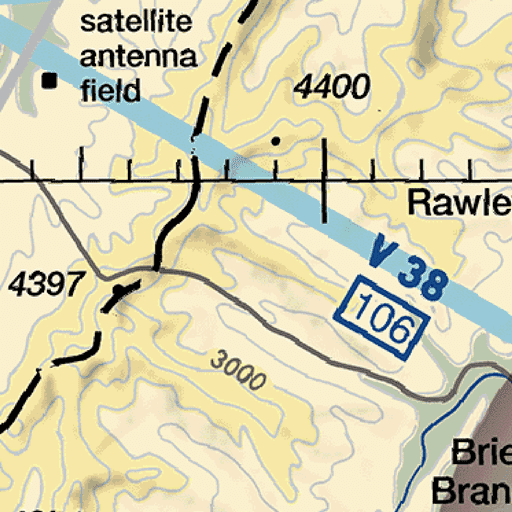 satellite
antenna
field
4400
Rawle
V 38
106
4397
3000
Brie
Bran